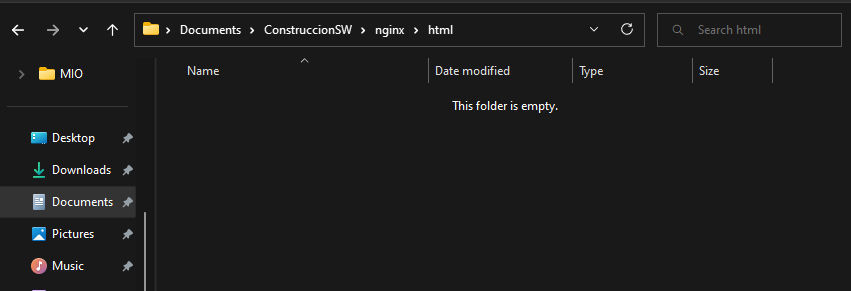 Documents > ConstruccionSW > nginx > html
Search html
MIO
Name Date modified Type Size
This folder is empty.
Desktop
Downloads
Documents
Pictures
Music